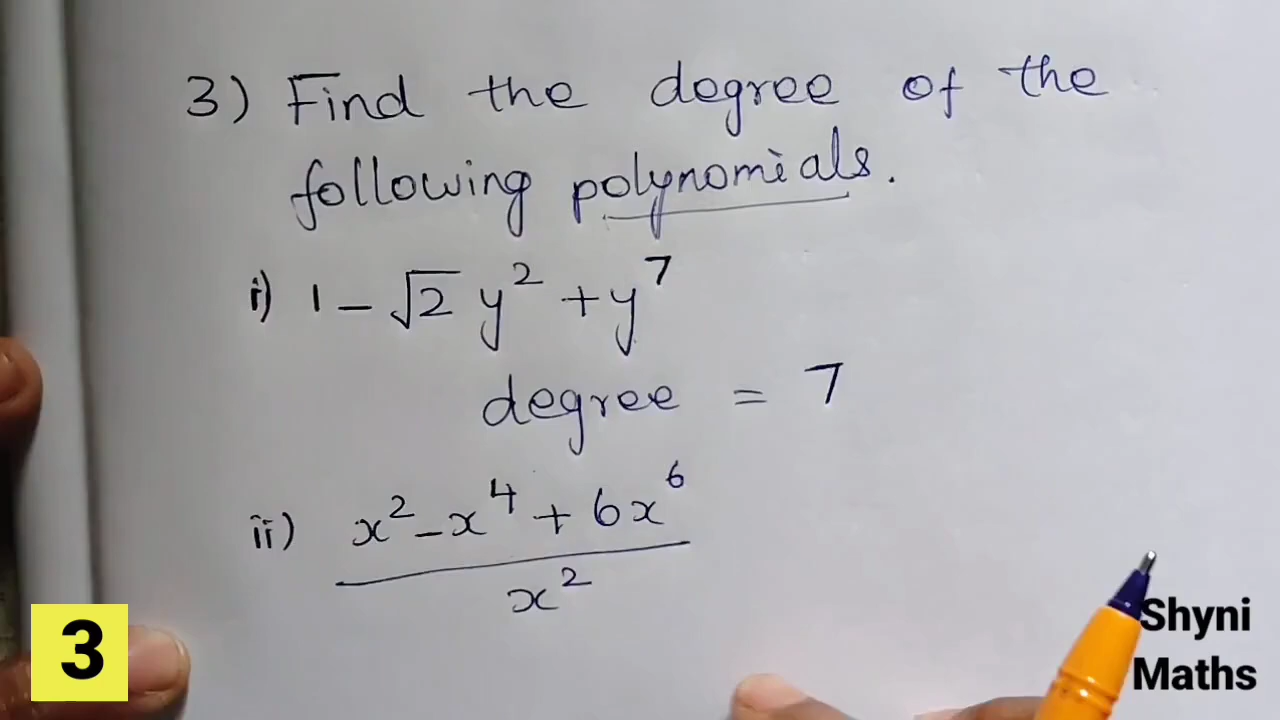 3) Find the degree of the
following polynomials.
i) 1 - √2 y² + y⁷
degree = 7
ii) x² - x⁴ + 6x⁶
x²
3
Shyni
Maths